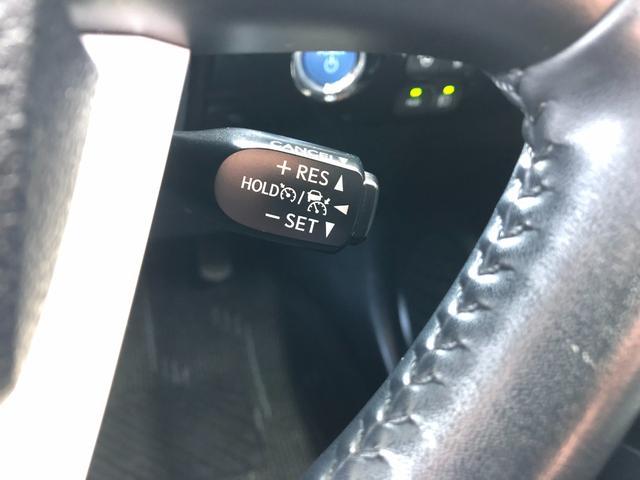 CANCEL
+ RES
HOLD /
− SET